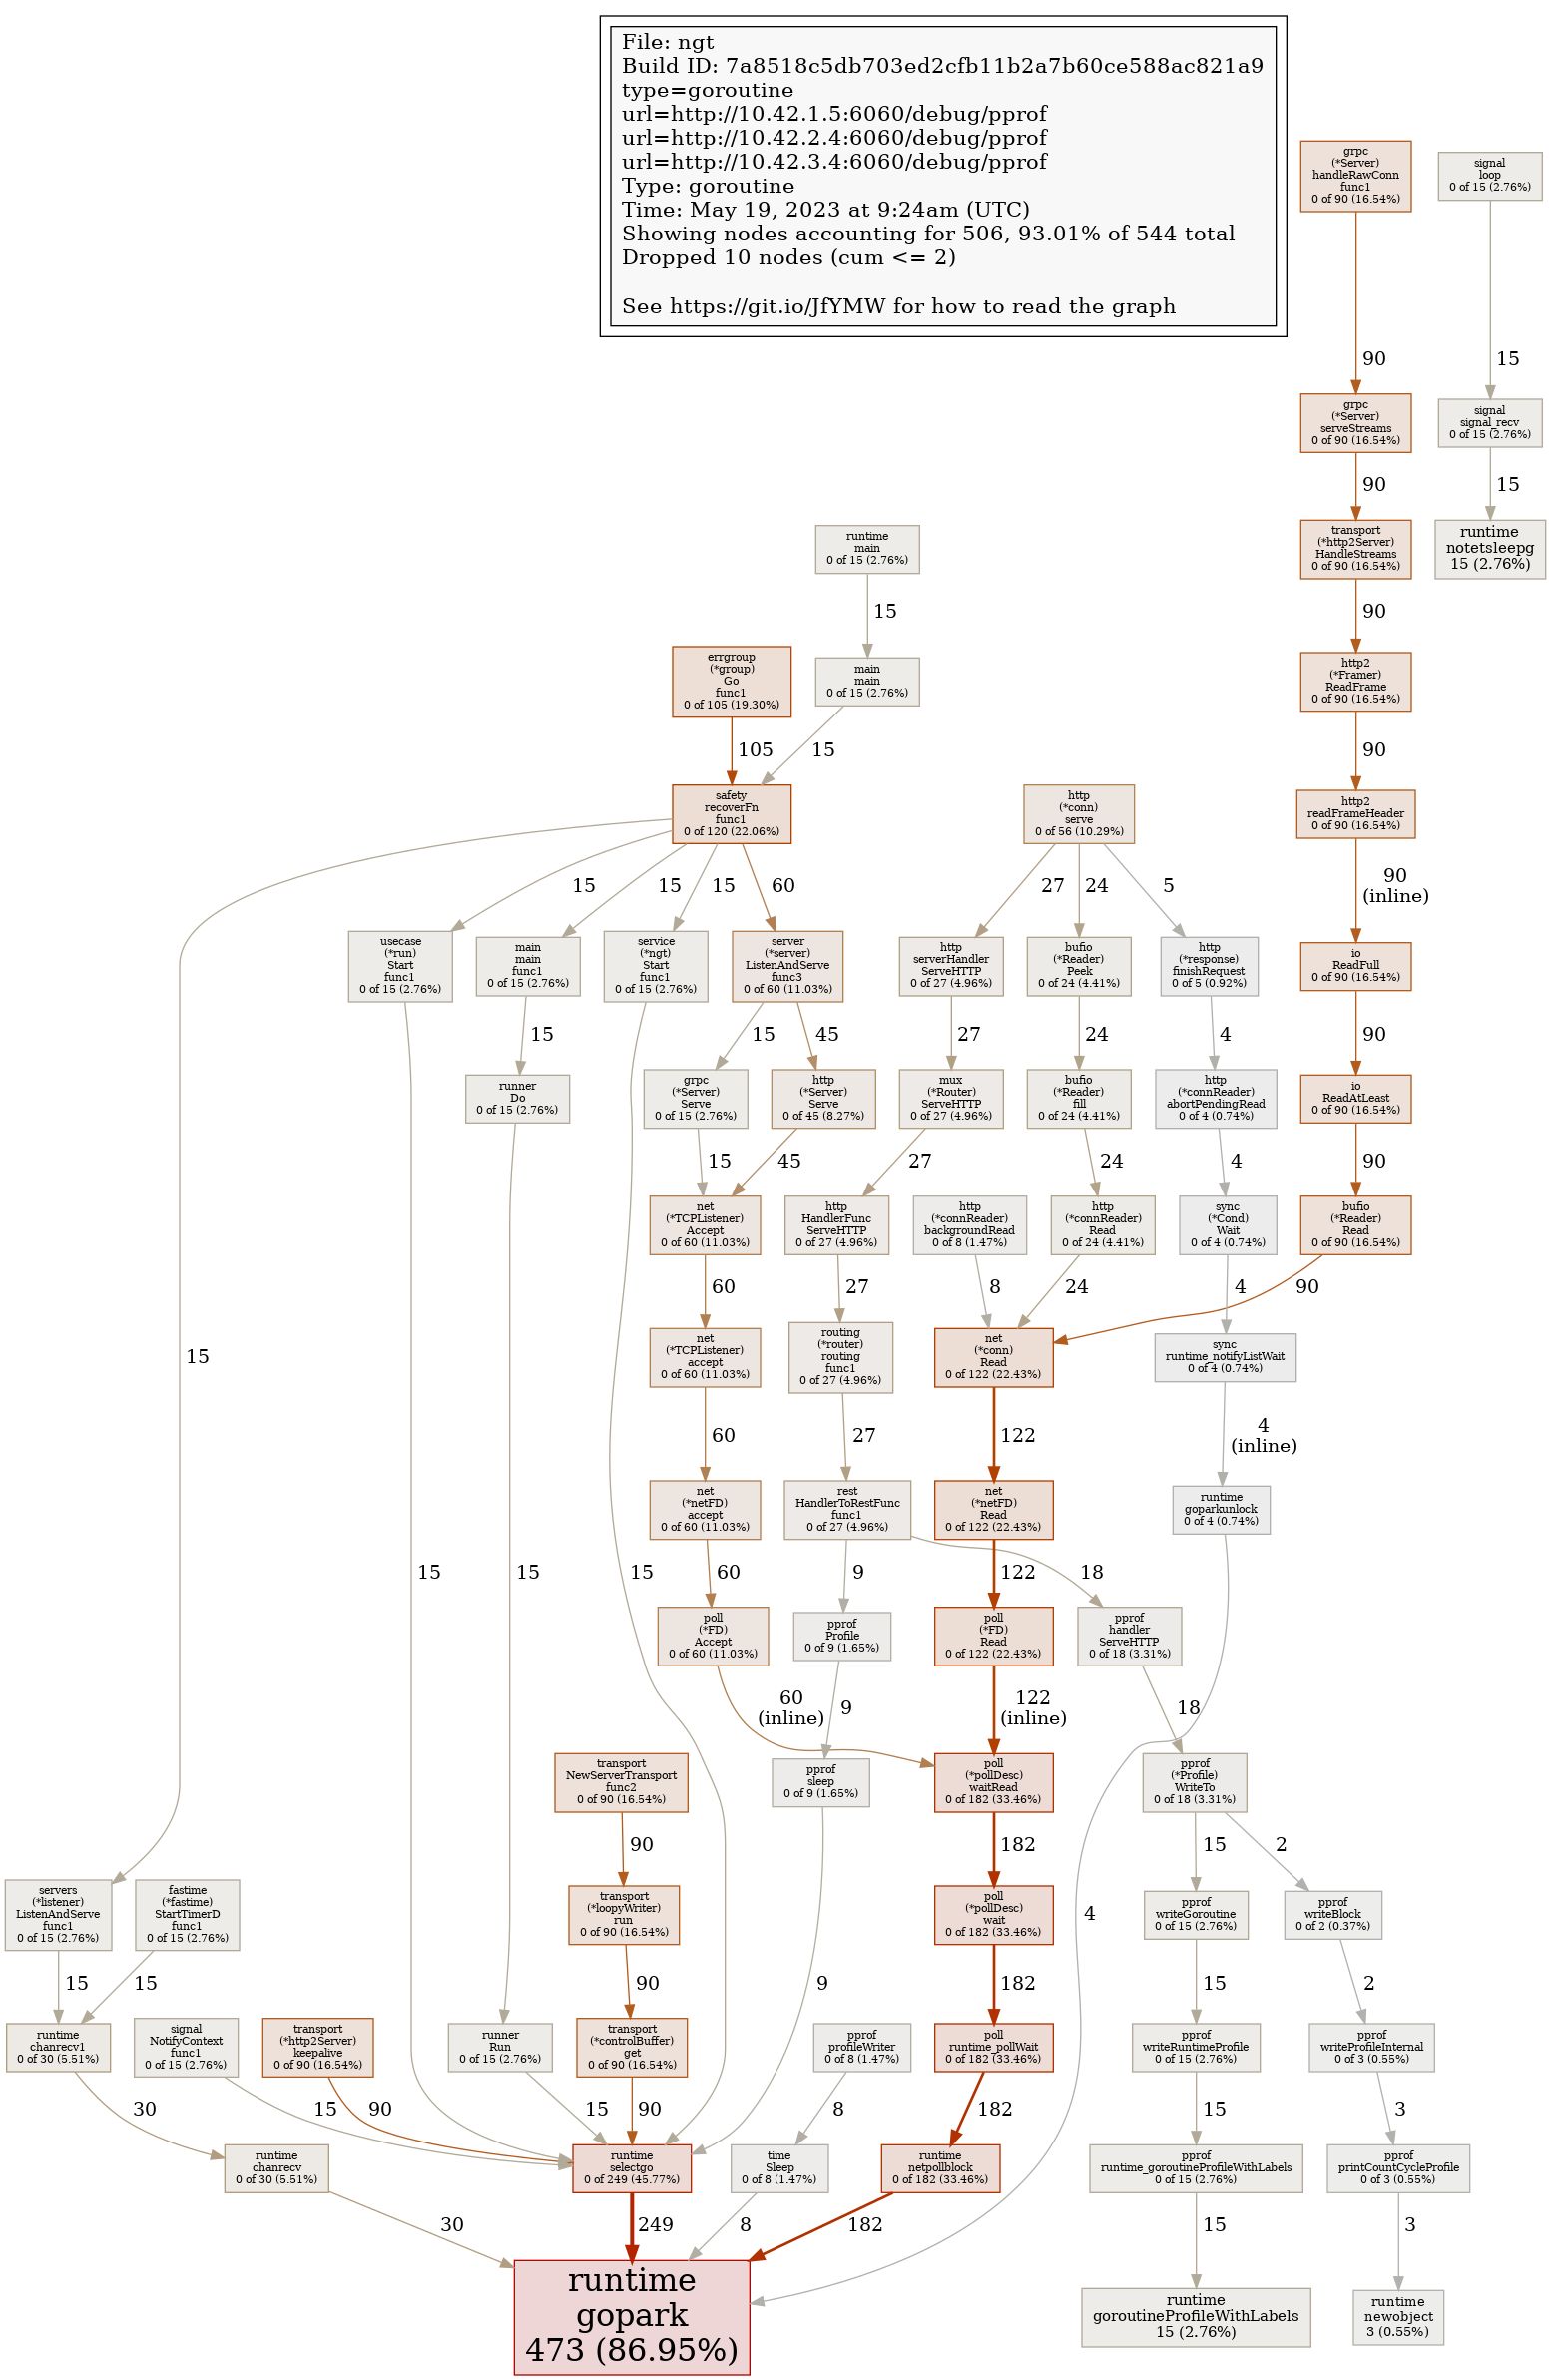 File: ngt
Build ID: 7a8518c5db703ed2cfb11b2a7b60ce588ac821a9
type=goroutine
url=http://10.42.1.5:6060/debug/pprof
url=http://10.42.2.4:6060/debug/pprof
url=http://10.42.3.4:6060/debug/pprof
Type: goroutine
Time: May 19, 2023 at 9:24am (UTC)
Showing nodes accounting for 506, 93.01% of 544 total
Dropped 10 nodes (cum <= 2)
See https://git.io/JfYMW for how to read the graph
grpc
(*Server)
handleRawConn
func1
0 of 90 (16.54%)
signal
loop
0 of 15 (2.76%)
90
15
grpc
(*Server)
serveStreams
0 of 90 (16.54%)
signal
signal_recv
0 of 15 (2.76%)
90
15
runtime
main
0 of 15 (2.76%)
transport
(*http2Server)
HandleStreams
0 of 90 (16.54%)
runtime
notetsleepg
15 (2.76%)
15
90
errgroup
(*group)
Go
func1
0 of 105 (19.30%)
main
main
0 of 15 (2.76%)
http2
(*Framer)
ReadFrame
0 of 90 (16.54%)
105
15
90
safety
recoverFn
func1
0 of 120 (22.06%)
http
(*conn)
serve
0 of 56 (10.29%)
http2
readFrameHeader
0 of 90 (16.54%)
15
15
15
60
27
24
5
90
(inline)
usecase
(*run)
Start
func1
0 of 15 (2.76%)
main
main
func1
0 of 15 (2.76%)
service
(*ngt)
Start
func1
0 of 15 (2.76%)
server
(*server)
ListenAndServe
func3
0 of 60 (11.03%)
http
serverHandler
ServeHTTP
0 of 27 (4.96%)
bufio
(*Reader)
Peek
0 of 24 (4.41%)
http
(*response)
finishRequest
0 of 5 (0.92%)
io
ReadFull
0 of 90 (16.54%)
15
15
45
27
24
4
90
runner
Do
0 of 15 (2.76%)
grpc
(*Server)
Serve
0 of 15 (2.76%)
http
(*Server)
Serve
0 of 45 (8.27%)
mux
(*Router)
ServeHTTP
0 of 27 (4.96%)
bufio
(*Reader)
fill
0 of 24 (4.41%)
http
(*connReader)
abortPendingRead
0 of 4 (0.74%)
io
ReadAtLeast
0 of 90 (16.54%)
15
45
27
24
4
90
net
(*TCPListener)
Accept
0 of 60 (11.03%)
http
HandlerFunc
ServeHTTP
0 of 27 (4.96%)
http
(*connReader)
backgroundRead
0 of 8 (1.47%)
http
(*connReader)
Read
0 of 24 (4.41%)
sync
(*Cond)
Wait
0 of 4 (0.74%)
bufio
(*Reader)
Read
0 of 90 (16.54%)
60
27
8
24
4
90
15
net
(*TCPListener)
accept
0 of 60 (11.03%)
routing
(*router)
routing
func1
0 of 27 (4.96%)
net
(*conn)
Read
0 of 122 (22.43%)
sync
runtime_notifyListWait
0 of 4 (0.74%)
60
27
122
4
(inline)
net
(*netFD)
accept
0 of 60 (11.03%)
rest
HandlerToRestFunc
func1
0 of 27 (4.96%)
net
(*netFD)
Read
0 of 122 (22.43%)
runtime
goparkunlock
0 of 4 (0.74%)
15
15
15
60
9
122
18
poll
(*FD)
Accept
0 of 60 (11.03%)
pprof
Profile
0 of 9 (1.65%)
poll
(*FD)
Read
0 of 122 (22.43%)
pprof
handler
ServeHTTP
0 of 18 (3.31%)
60
(inline)
9
122
(inline)
18
transport
NewServerTransport
func2
0 of 90 (16.54%)
pprof
sleep
0 of 9 (1.65%)
poll
(*pollDesc)
waitRead
0 of 182 (33.46%)
pprof
(*Profile)
WriteTo
0 of 18 (3.31%)
90
182
15
2
servers
(*listener)
ListenAndServe
func1
0 of 15 (2.76%)
fastime
(*fastime)
StartTimerD
func1
0 of 15 (2.76%)
transport
(*loopyWriter)
run
0 of 90 (16.54%)
poll
(*pollDesc)
wait
0 of 182 (33.46%)
4
pprof
writeGoroutine
0 of 15 (2.76%)
pprof
writeBlock
0 of 2 (0.37%)
15
15
90
9
182
15
2
runtime
chanrecv1
0 of 30 (5.51%)
signal
NotifyContext
func1
0 of 15 (2.76%)
transport
(*http2Server)
keepalive
0 of 90 (16.54%)
runner
Run
0 of 15 (2.76%)
transport
(*controlBuffer)
get
0 of 90 (16.54%)
pprof
profileWriter
0 of 8 (1.47%)
poll
runtime_pollWait
0 of 182 (33.46%)
pprof
writeRuntimeProfile
0 of 15 (2.76%)
pprof
writeProfileInternal
0 of 3 (0.55%)
30
15
90
15
90
8
182
15
3
runtime
chanrecv
0 of 30 (5.51%)
runtime
selectgo
0 of 249 (45.77%)
time
Sleep
0 of 8 (1.47%)
runtime
netpollblock
0 of 182 (33.46%)
pprof
runtime_goroutineProfileWithLabels
0 of 15 (2.76%)
pprof
printCountCycleProfile
0 of 3 (0.55%)
30
249
8
182
15
3
runtime
gopark
473 (86.95%)
runtime
goroutineProfileWithLabels
15 (2.76%)
runtime
newobject
3 (0.55%)